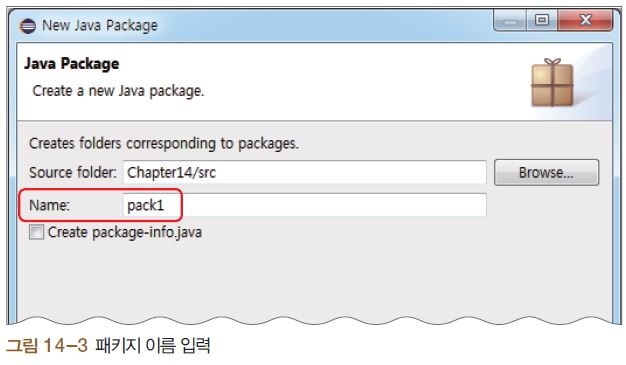 New Java Package
Java Package
Create a new Java package.
Creates folders corresponding to packages.
Source folder: Chapter14/src Browse...
Name: pack1
Create package-info.java
그림 14-3 패키지 이름 입력